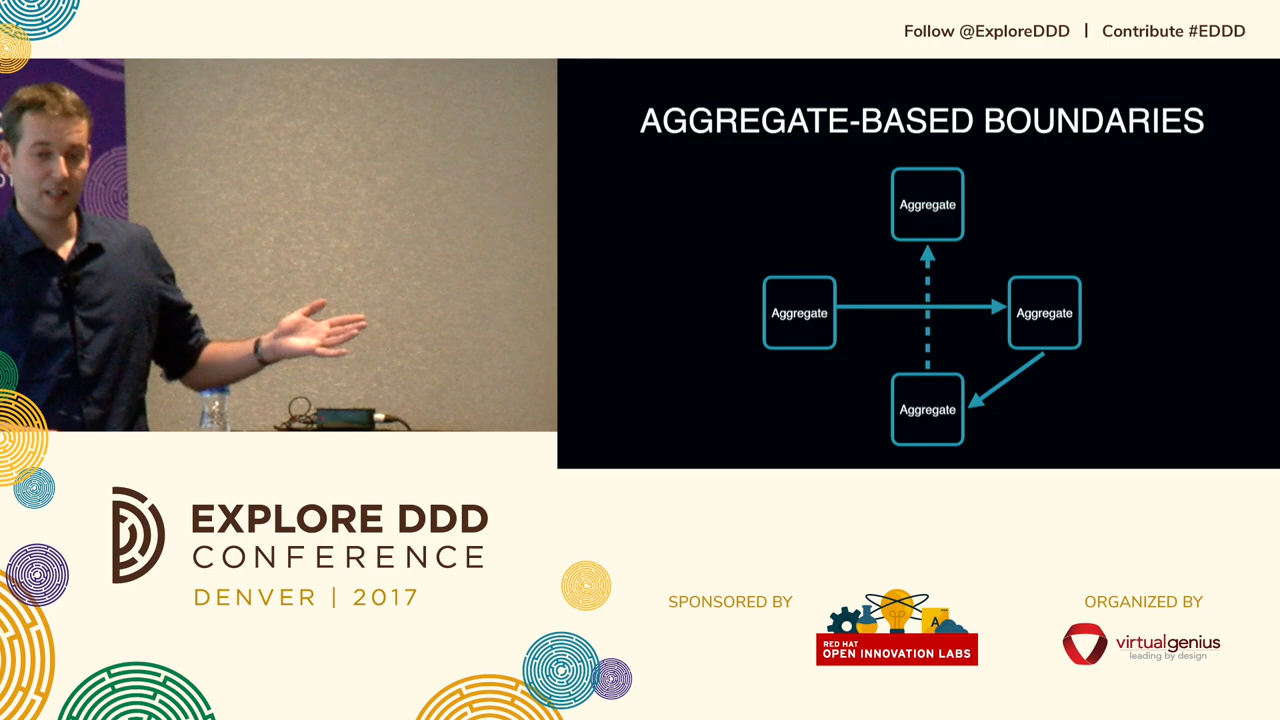 Follow @ExploreDDD | Contribute #EDDD
AGGREGATE-BASED BOUNDARIES
Aggregate
Aggregate
Aggregate
Aggregate
EXPLORE DDD
CONFERENCE
DENVER | 2017
SPONSORED BY
A
RED HAT
OPEN INNOVATION LABS
ORGANIZED BY
virtualgenius
leading by design